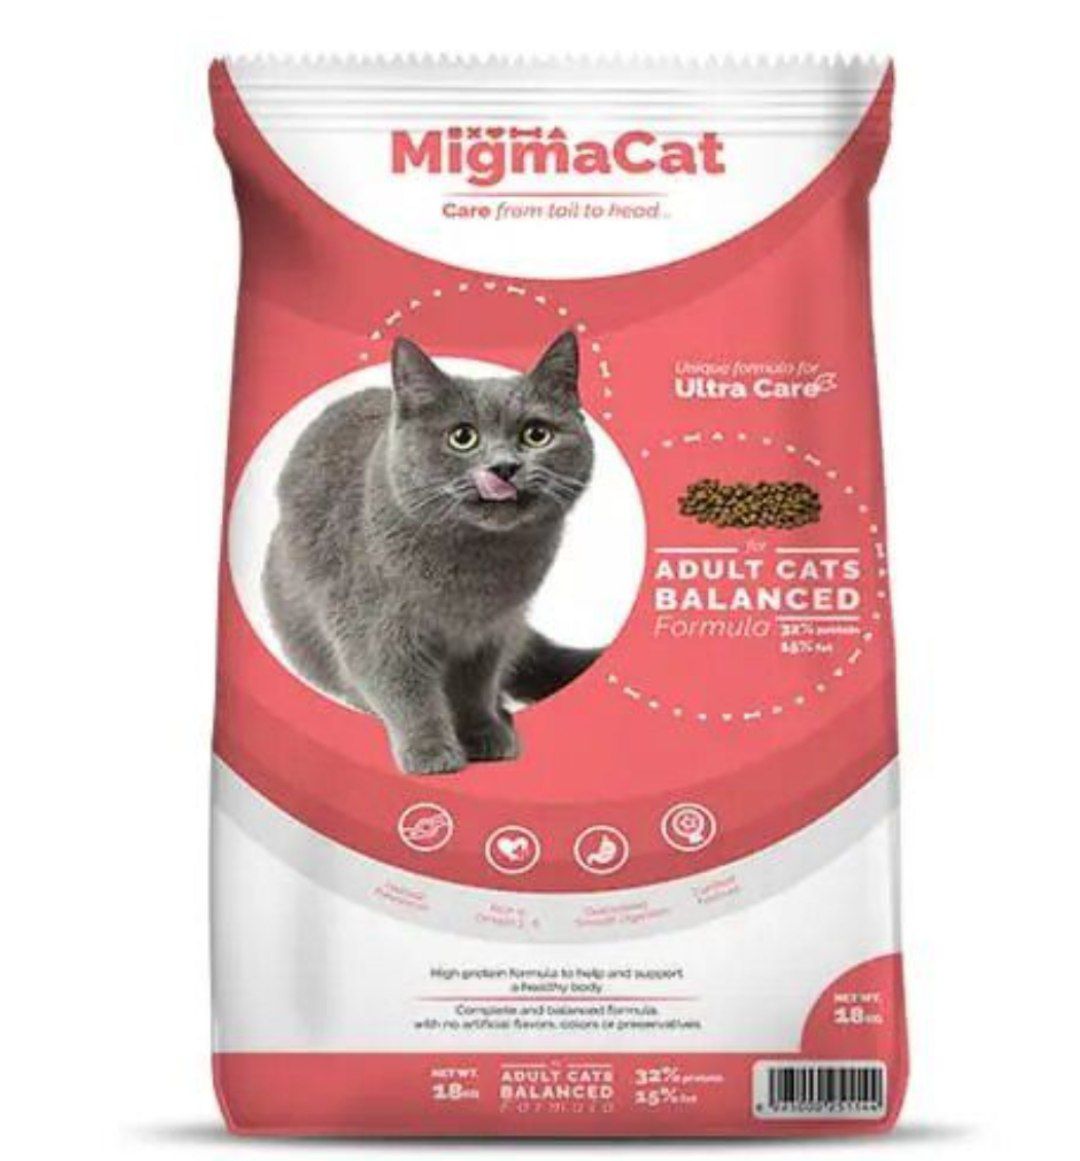 MigmaCat
Care from tail to head..
Unique formula for
Ultra Care
for
ADULT CATS
BALANCED
Formula 32% protein
15% fat
High protein formula to help and support
a healthy body
Complete and balanced formula,
with no artificial flavors, colors or preservatives
NET WT.
18KG
NET WT.
18KG
ADULT CATS
BALANCED
Formula
32% protein
15% fat